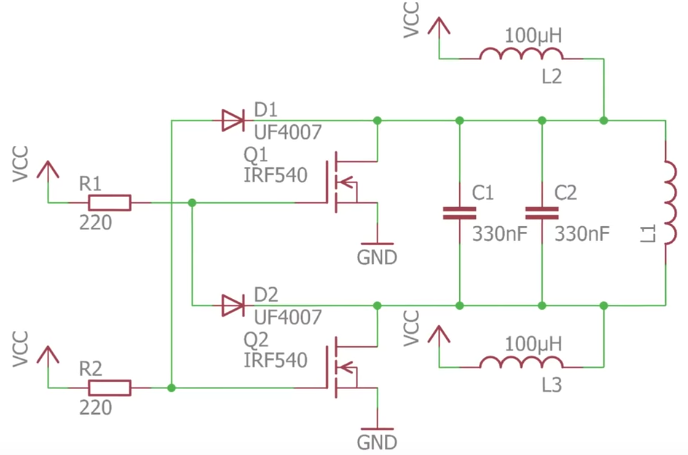 VCC
100µH
L2
D1
UF4007
Q1
IRF540
VCC
R1
220
C1
330nF
C2
330nF
L1
GND
D2
UF4007
Q2
IRF540
VCC
100µH
L3
VCC
R2
220
GND